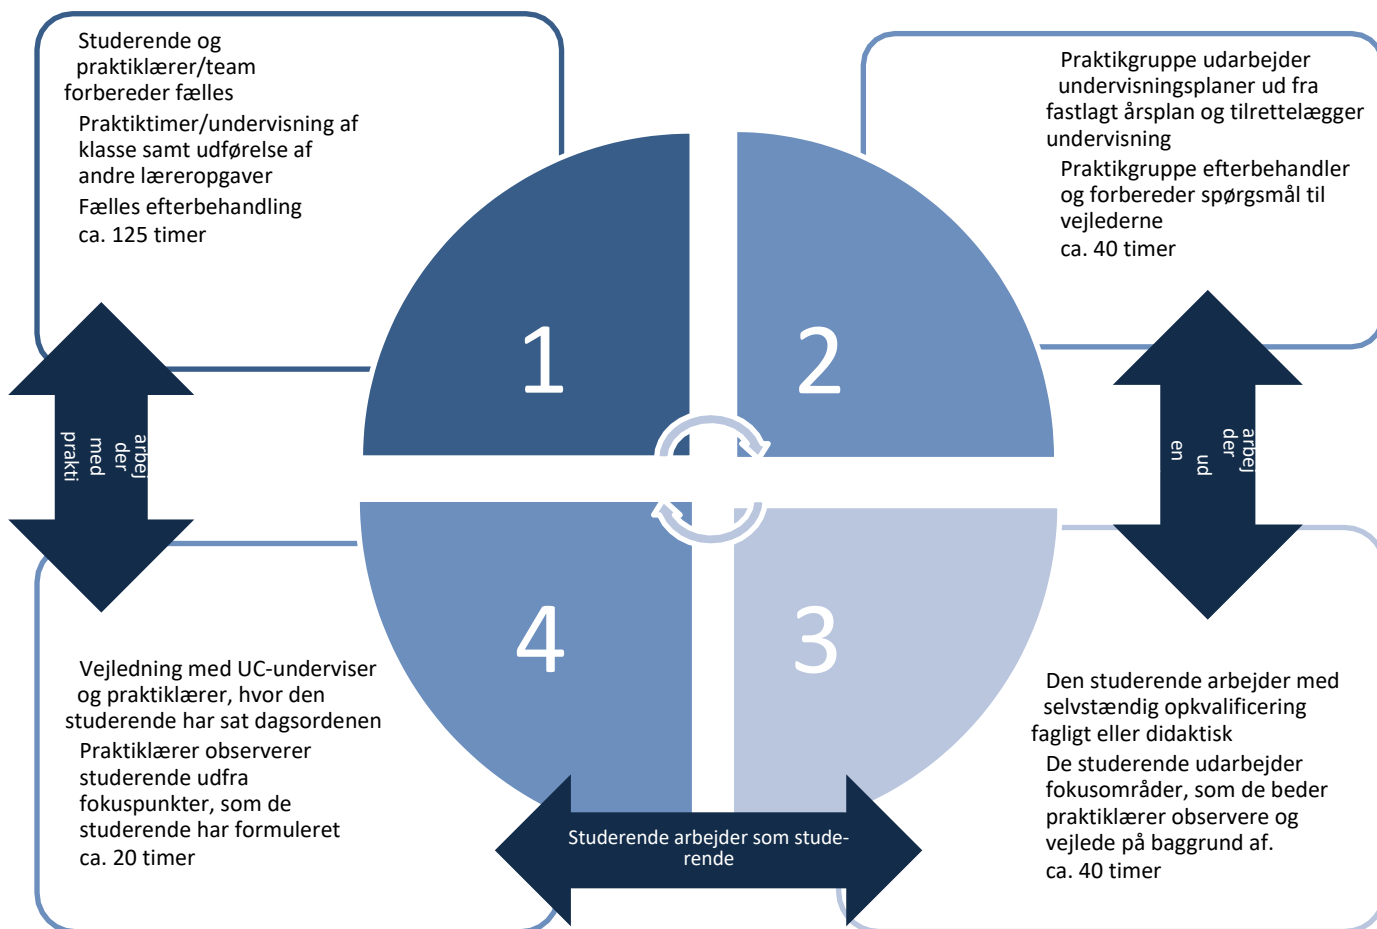 Studerende og
praktiklærer/team
forbereder fælles
Praktiktimer/undervisning af
klasse samt udførelse af
andre læreropgaver
Fælles efterbehandling
ca. 125 timer
Praktikgruppe udarbejder
undervisningsplaner ud fra
fastlagt årsplan og tilrettelægger
undervisning
Praktikgruppe efterbehandler
og forbereder spørgsmål til
vejlederne
ca. 40 timer
1
2
arbej
der
med
prakti
arbej
der
ud
en
4
3
Vejledning med UC-underviser
og praktiklærer, hvor den
studerende har sat dagsordenen
Praktiklærer observerer
studerende udfra
fokuspunkter, som de
studerende har formuleret
ca. 20 timer
Den studerende arbejder med
selvstændig opkvalificering
fagligt eller didaktisk
De studerende udarbejder
fokusområder, som de beder
praktiklærer observere og
vejlede på baggrund af.
ca. 40 timer
Studerende arbejder som stude-
rende